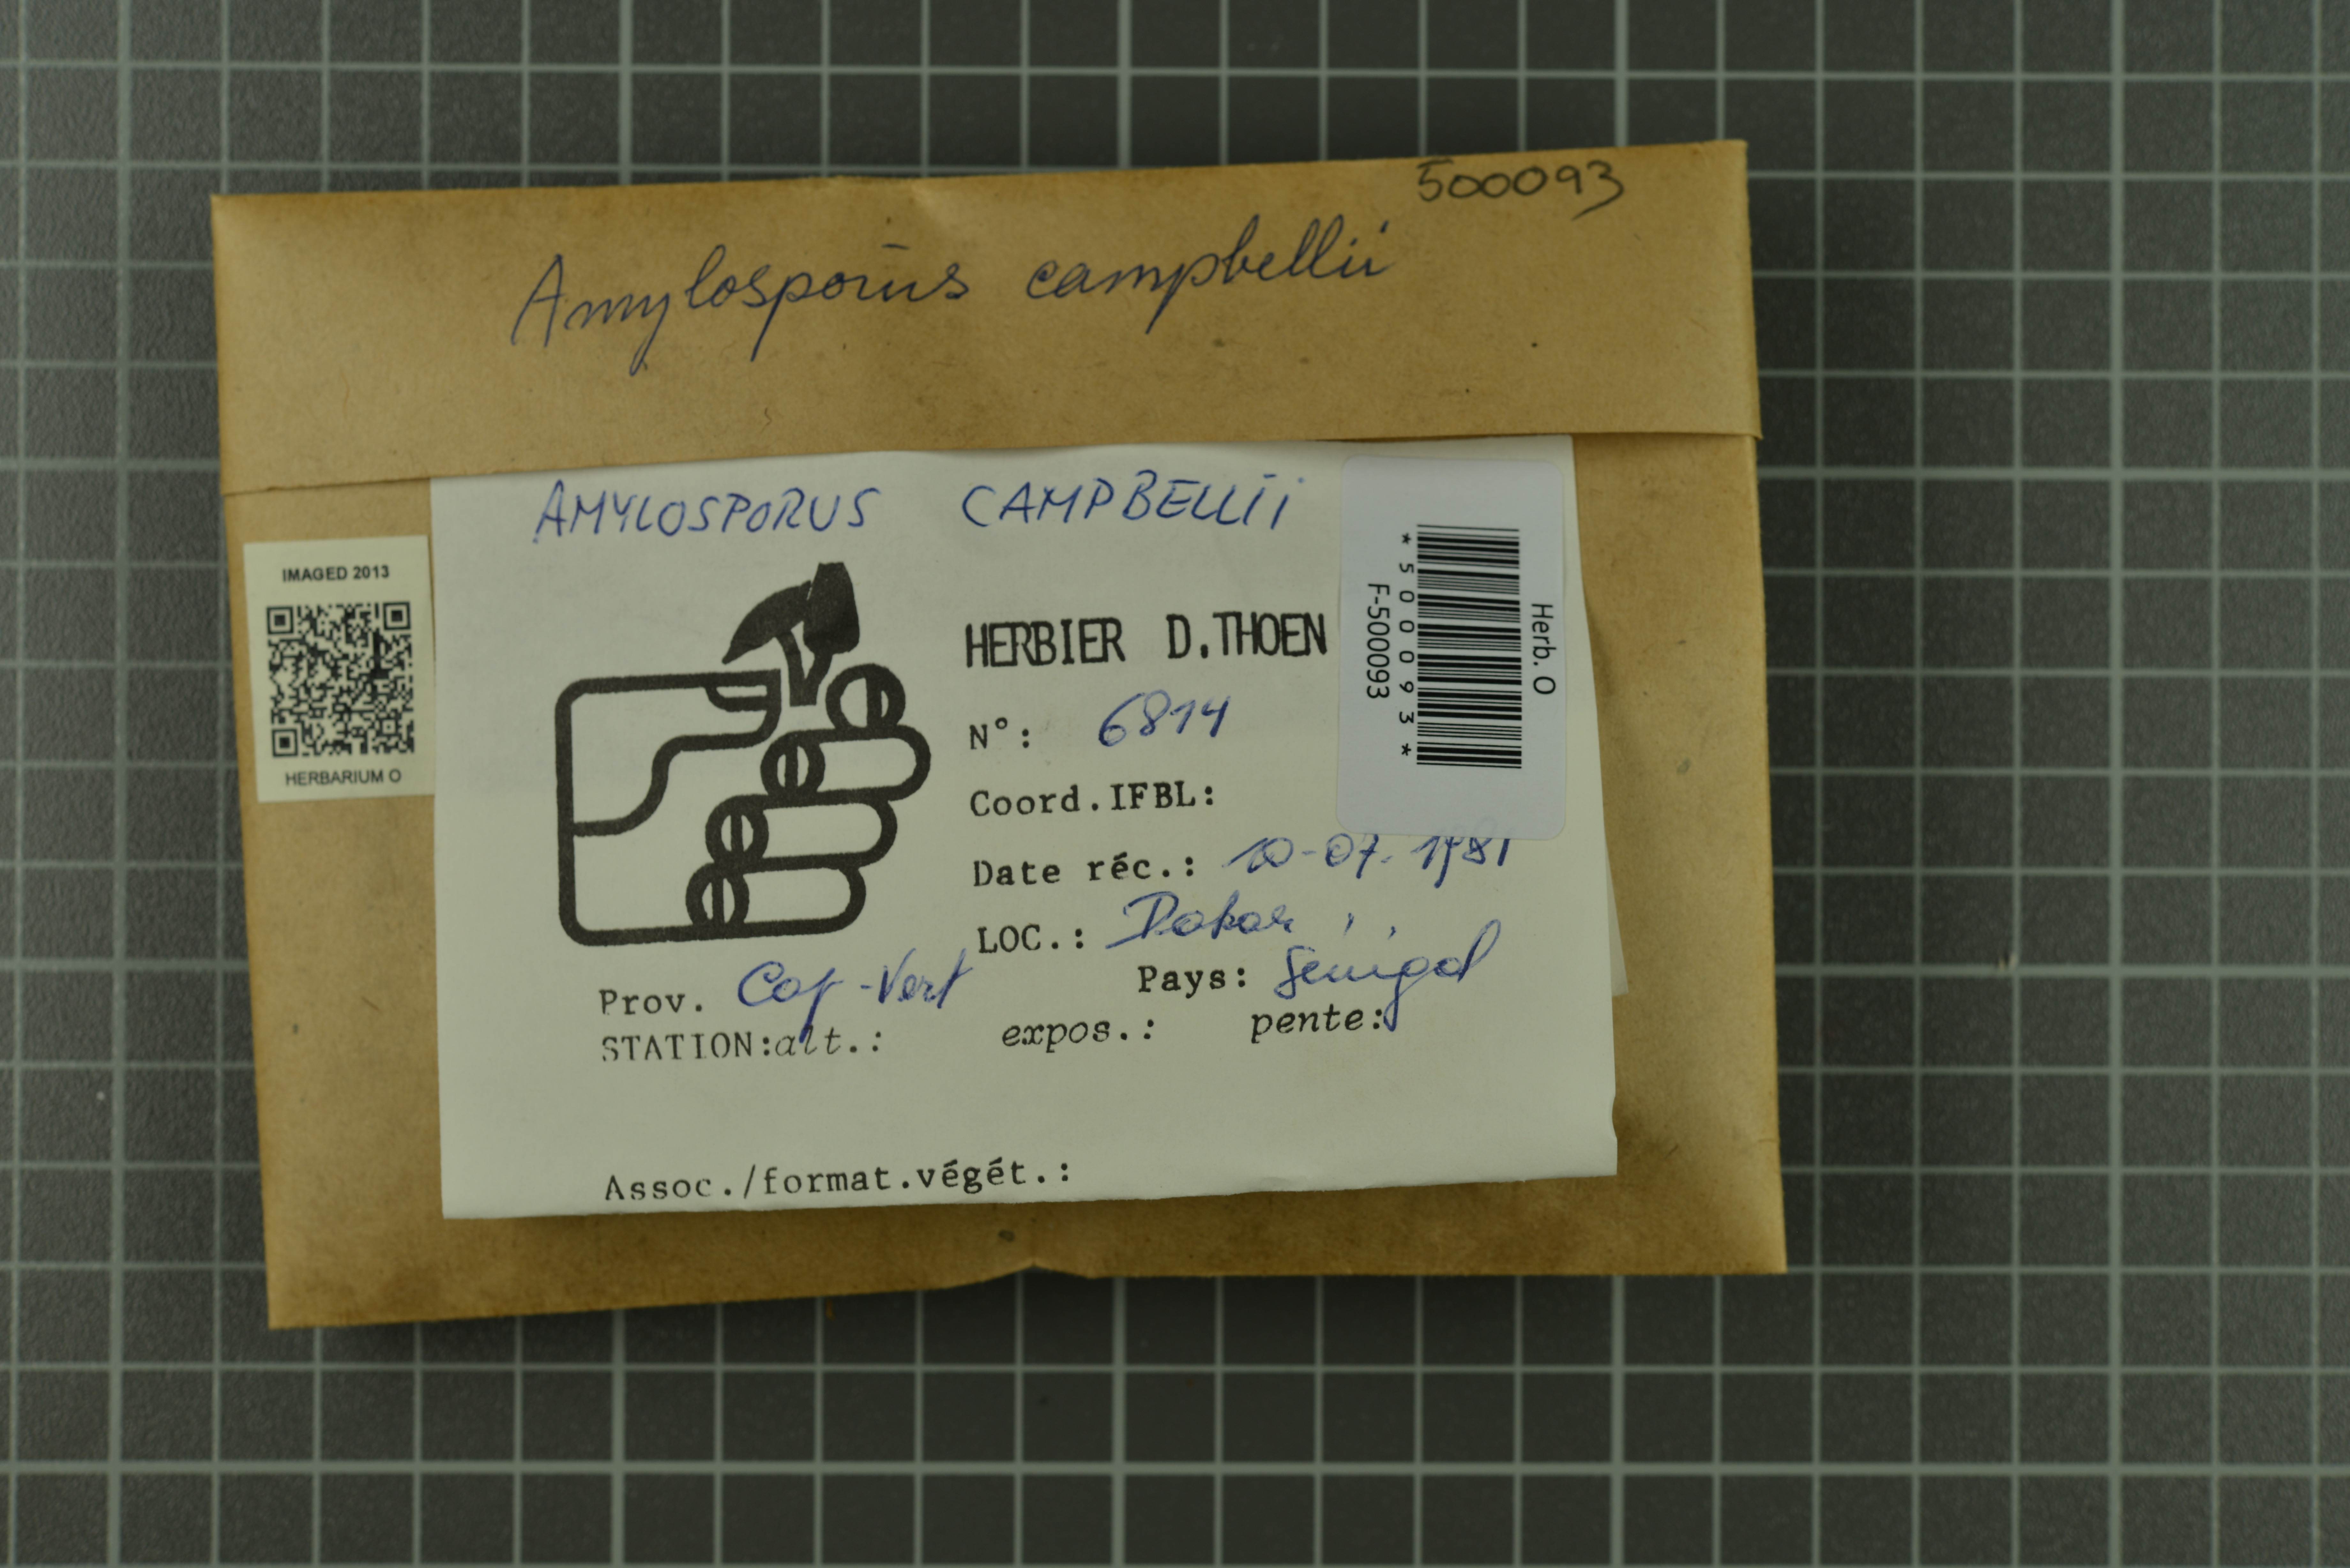 500093
Amylosporus campbellii
AMYLOSPORUS CAMPBELLII
IMAGED 2013
HERBARIUM O
HERBIER D.THOEN
N°: 6814
Coord.IFBL:
Date réc.: 10-07-1981
LOC.: Dakar
Prov. Cap-Vert Pays: Sénégal
STATION:alt.: expos.: pente:
Assoc./format.végét.:
Herb. O
*500093*
F-500093